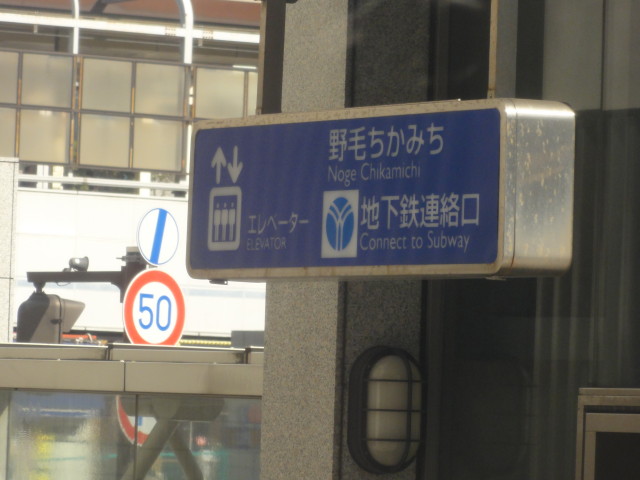 野毛ちかみち
Noge Chikamichi
エレベーター
ELEVATOR
地下鉄連絡口
Connect to Subway
50